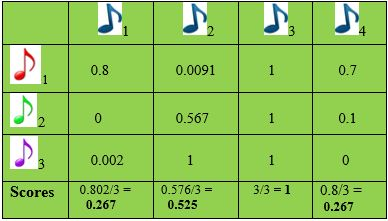 1 2 3 4
1 0.8 0.0091 1 0.7
2 0 0.567 1 0.1
3 0.002 1 1 0
Scores 0.802/3 = 0.576/3 = 3/3 = 1 0.8/3 =
0.267 0.525 0.267